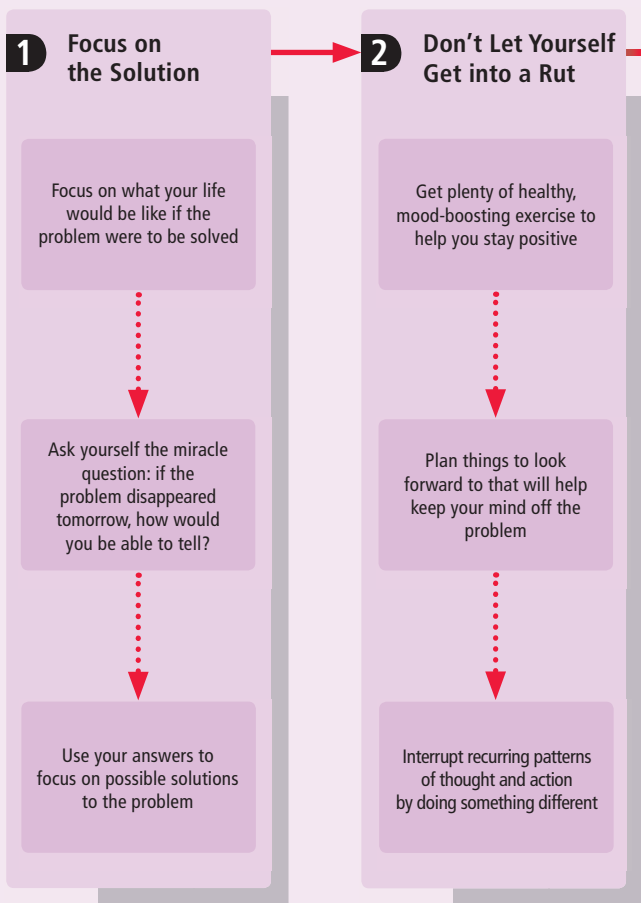 1
Focus on
the Solution
Focus on what your life
would be like if the
problem were to be solved
Ask yourself the miracle
question: if the
problem disappeared
tomorrow, how would
you be able to tell?
Use your answers to
focus on possible solutions
to the problem
2
Don’t Let Yourself
Get into a Rut
Get plenty of healthy,
mood-boosting exercise to
help you stay positive
Plan things to look
forward to that will help
keep your mind off the
problem
Interrupt recurring patterns
of thought and action
by doing something different